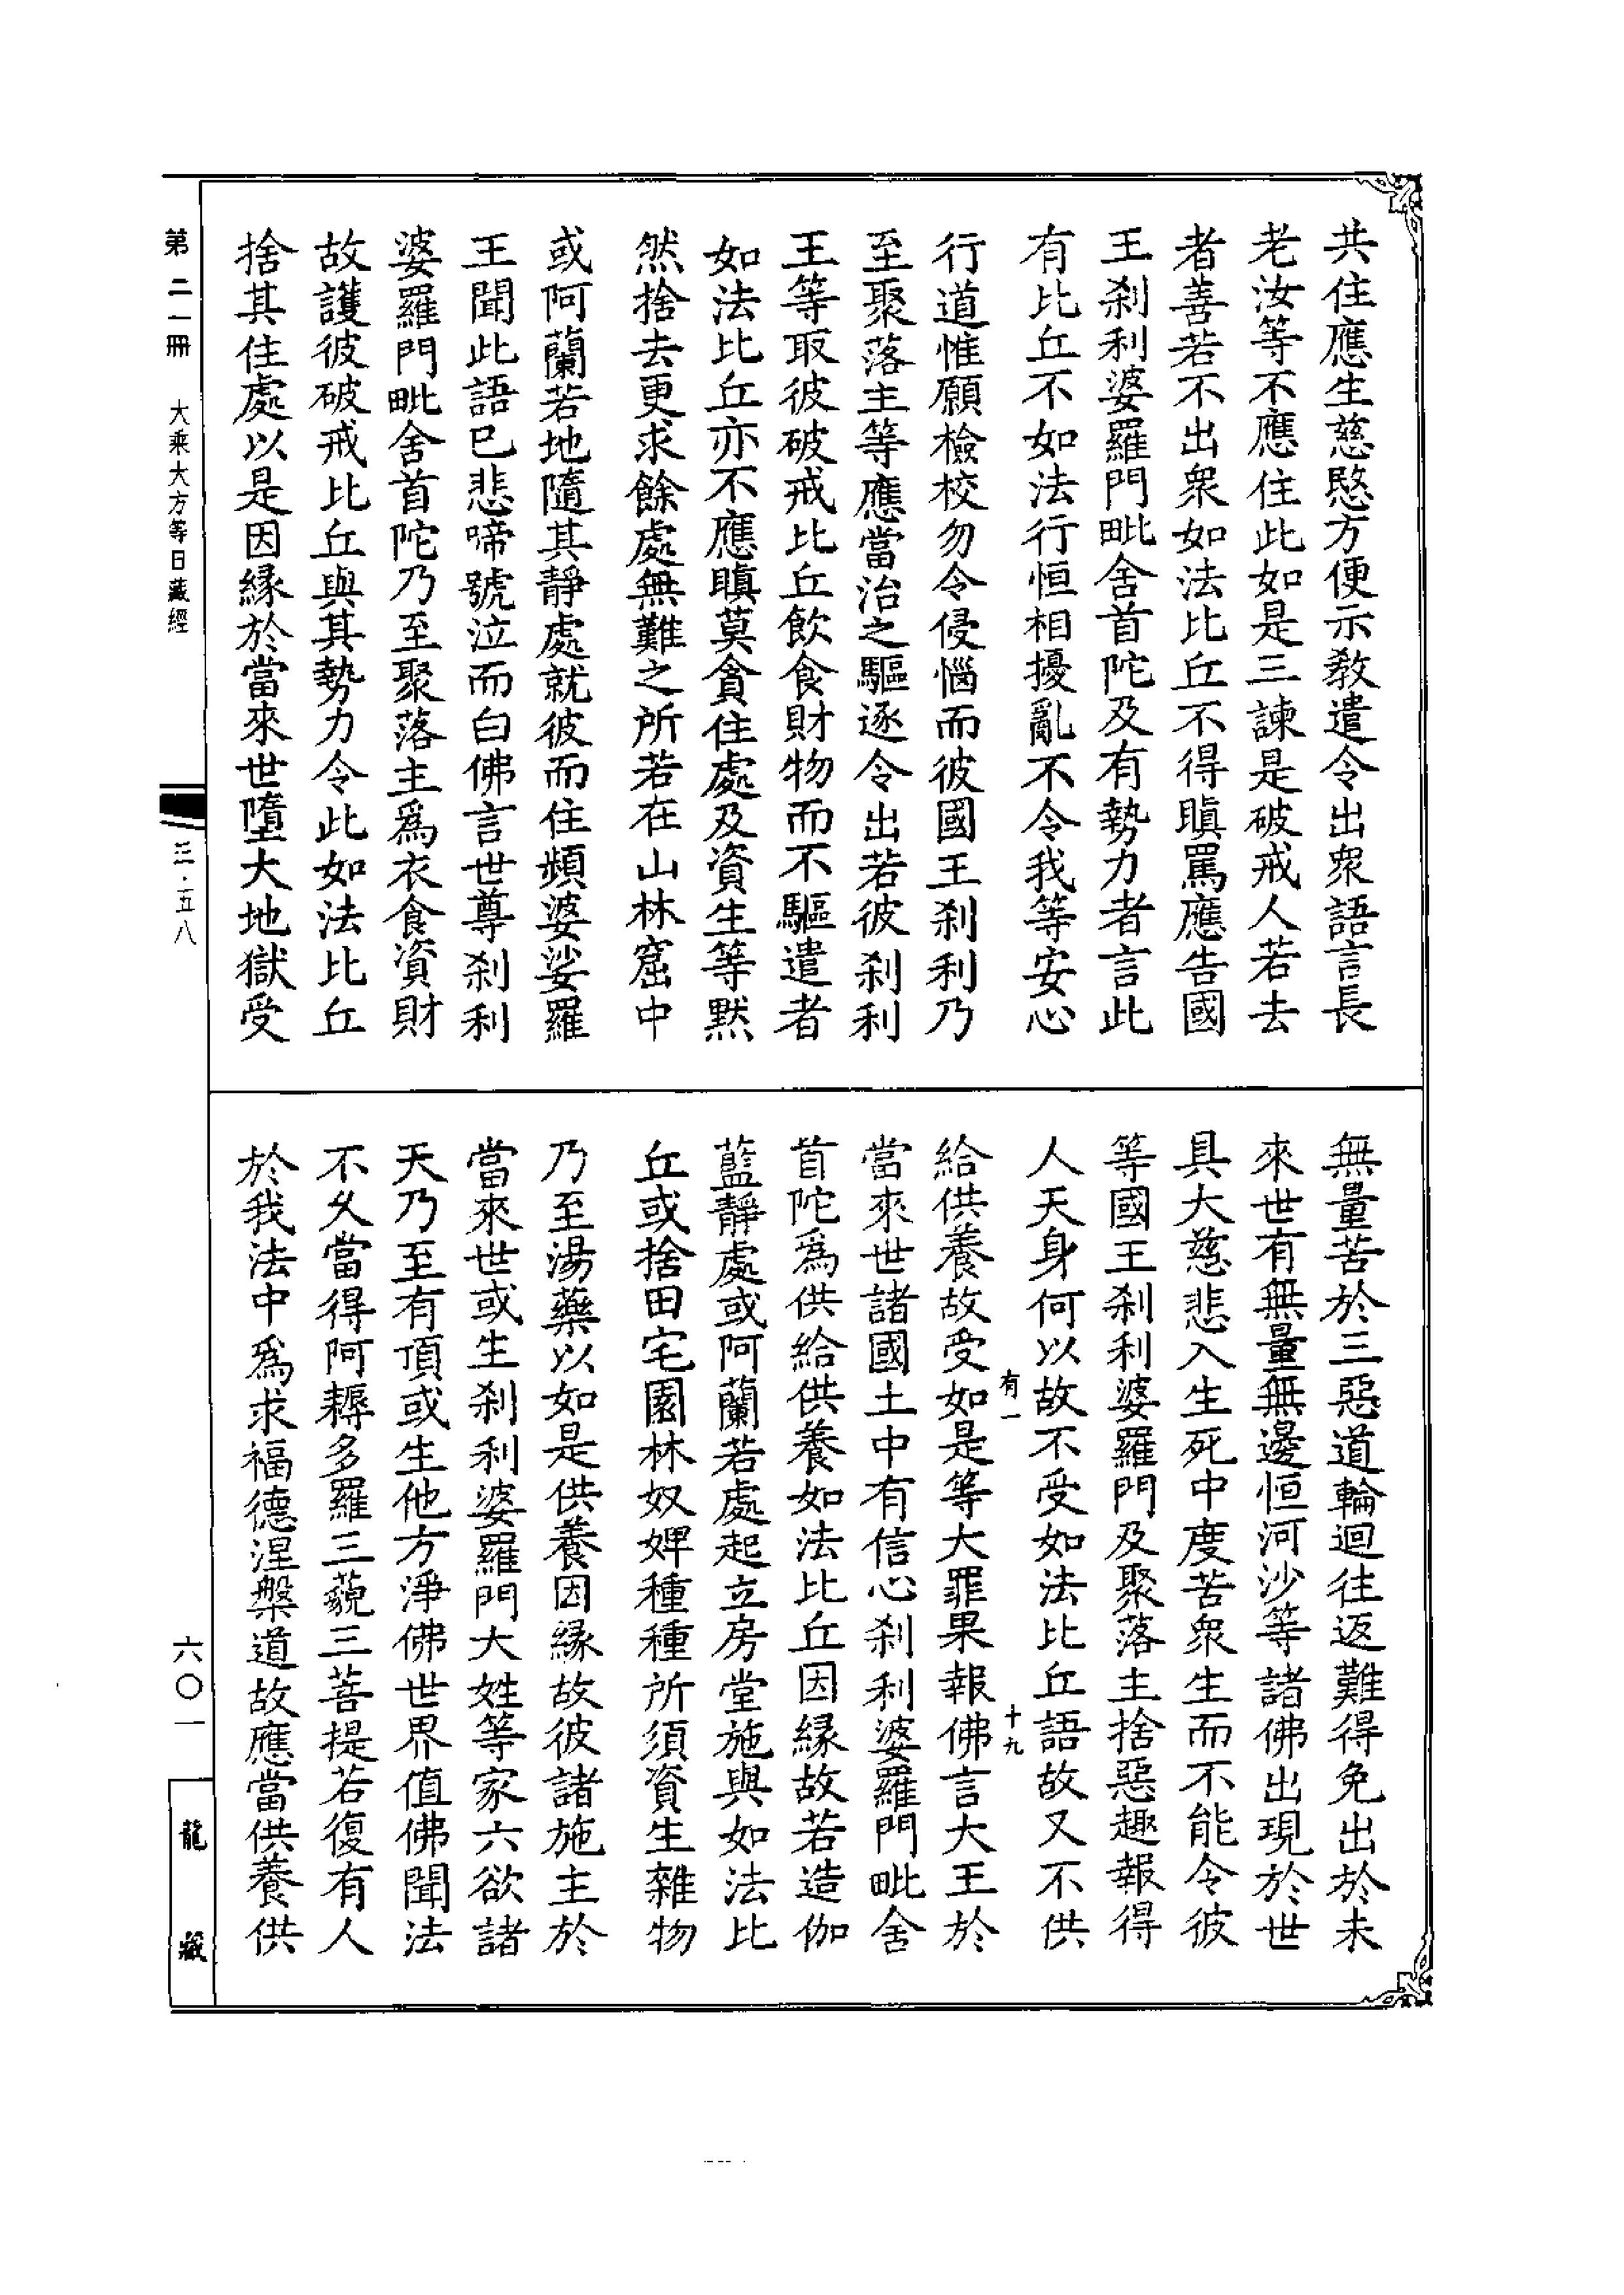 共住應生慈愍方便示教遣令出衆語言長
老汝等不應住此如是三諫是破戒人若去
者善若不出衆如法比丘不得瞋罵應告國
王刹利婆羅門毗舍首陀及有勢力者言此
有比丘不如法行恒相擾亂不令我等安心
行道惟願檢校勿令侵惱而彼國王刹利乃
至聚落主等應當治之驅逐令出若彼刹利
王等取彼破戒比丘飲食財物而不驅遣者
如法比丘亦不應瞋莫貪住處及資生等默
然捨去更求餘處無難之所若在山林窟中
或阿蘭若地隨其靜處就彼而住頻婆娑羅
王聞此語已悲啼號泣而白佛言世尊刹利
婆羅門毗舍首陀乃至聚落主爲衣食資財
故護彼破戒比丘與其勢力令此如法比丘
捨其住處以是因緣於當來世墮大地獄受
無量苦於三惡道輪迴往返難得免出於未
來世有無量無邊恒河沙等諸佛出現於世
具大慈悲入生死中度苦衆生而不能令彼
等國王刹利婆羅門及聚落主捨惡趣報得
人天身何以故不受如法比丘語故又不供
有一
十九
給供養故受如是等大罪果報佛言大王於
當來世諸國土中有信心刹利婆羅門毗舍
首陀爲供給供養如法比丘因緣故若造伽
藍靜處或阿蘭若處起立房堂施與如法比
丘或捨田宅園林奴婢種種所須資生雜物
乃至湯藥以如是供養因緣故彼諸施主於
當來世或生刹利婆羅門大姓等家六欲諸
天乃至有頂或生他方淨佛世界值佛聞法
不久當得阿耨多羅三藐三菩提若復有人
於我法中爲求福德涅槃道故應當供養供
第二一冊 大乘大方等日藏經
三·五八
六〇一
龍藏